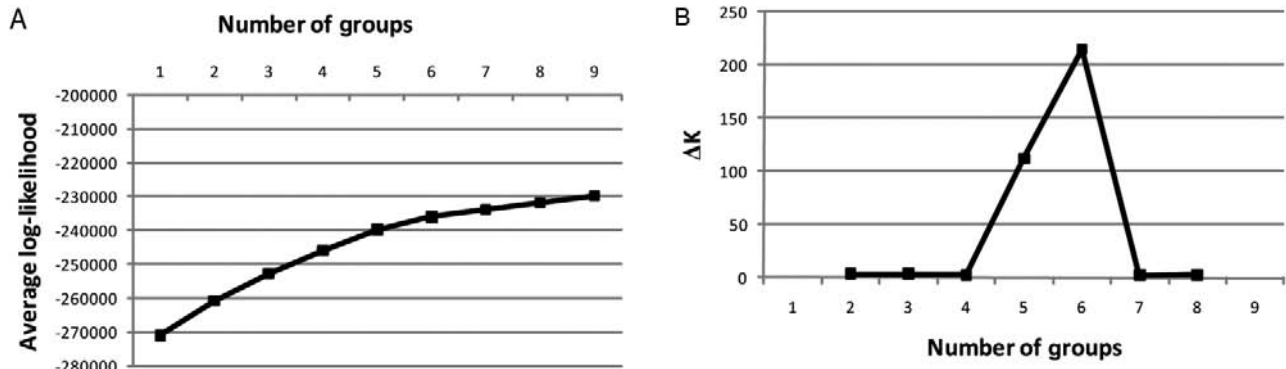 A
Number of groups
1 2 3 4 5 6 7 8 9
Average log-likelihood
-200000
-210000
-220000
-230000
-240000
-250000
-260000
-270000
-280000
B
ΔK
250
200
150
100
50
0
1 2 3 4 5 6 7 8 9
Number of groups